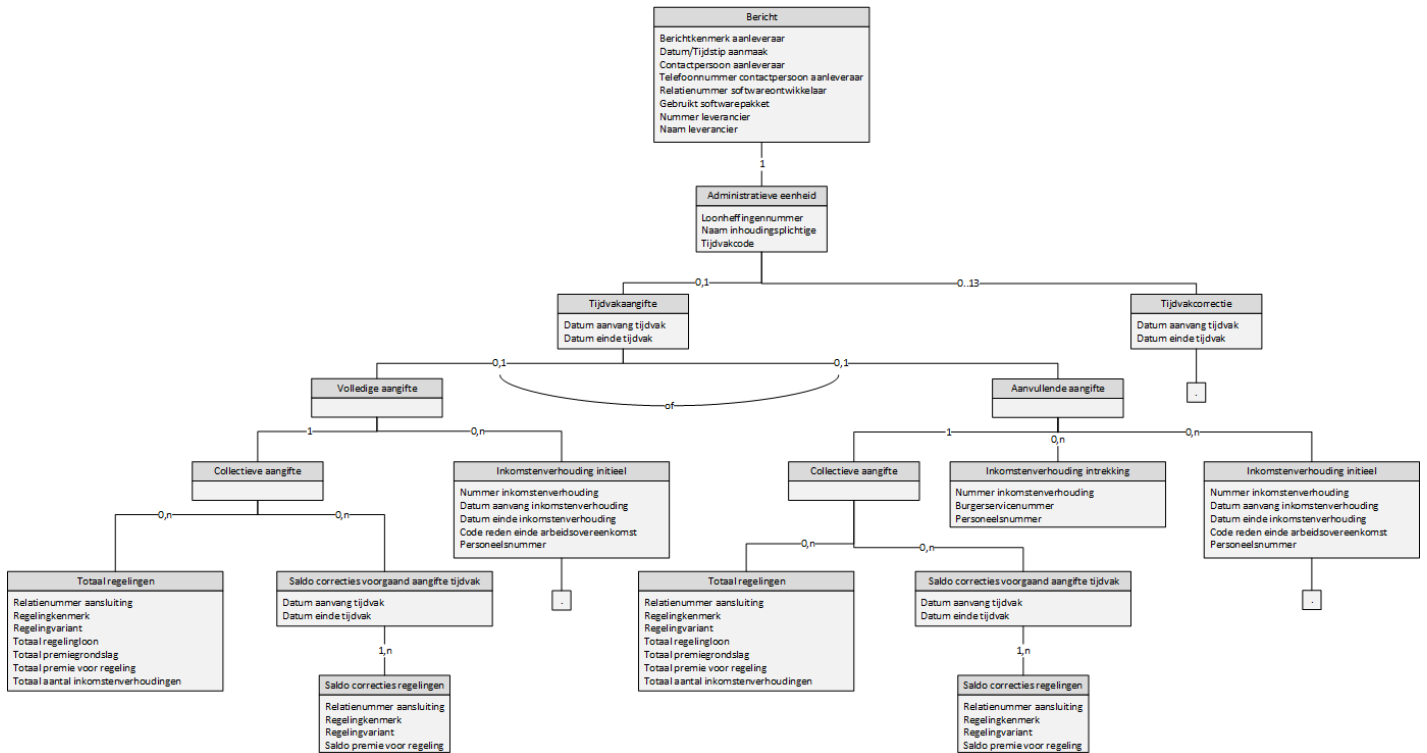 Bericht
Berichtkenmerk aanleveraar
Datum/Tijdstip aanmaak
Contactpersoon aanleveraar
Telefoonnummer contactpersoon aanleveraar
Relatienummer softwareontwikkelaar
Gebruikt softwarepakket
Nummer leverancier
Naam leverancier
1
Administratieve eenheid
Loonheffingennummer
Naam inhoudingsplichtige
Tijdvakcode
0,1
0..13
Tijdvakaangifte
Datum aanvang tijdvak
Datum einde tijdvak
Tijdvakcorrectie
Datum aanvang tijdvak
Datum einde tijdvak
.
0,1
0,1
of
Volledige aangifte
Aanvullende aangifte
1
0,n
1
0,n
0,n
Collectieve aangifte
Inkomstenverhouding initieel
Nummer inkomstenverhouding
Datum aanvang inkomstenverhouding
Datum einde inkomstenverhouding
Code reden einde arbeidsovereenkomst
Personeelsnummer
.
Collectieve aangifte
Inkomstenverhouding intrekking
Nummer inkomstenverhouding
Burgerservicenummer
Personeelsnummer
Inkomstenverhouding initieel
Nummer inkomstenverhouding
Datum aanvang inkomstenverhouding
Datum einde inkomstenverhouding
Code reden einde arbeidsovereenkomst
Personeelsnummer
.
0,n
0,n
0,n
0,n
Totaal regelingen
Relatienummer aansluiting
Regelingkenmerk
Regelingvariant
Totaal regelingloon
Totaal premiegrondslag
Totaal premie voor regeling
Totaal aantal inkomstenverhoudingen
Saldo correcties voorgaand aangifte tijdvak
Datum aanvang tijdvak
Datum einde tijdvak
1,n
Saldo correcties regelingen
Relatienummer aansluiting
Regelingkenmerk
Regelingvariant
Saldo premie voor regeling
Totaal regelingen
Relatienummer aansluiting
Regelingkenmerk
Regelingvariant
Totaal regelingloon
Totaal premiegrondslag
Totaal premie voor regeling
Totaal aantal inkomstenverhoudingen
Saldo correcties voorgaand aangifte tijdvak
Datum aanvang tijdvak
Datum einde tijdvak
1,n
Saldo correcties regelingen
Relatienummer aansluiting
Regelingkenmerk
Regelingvariant
Saldo premie voor regeling